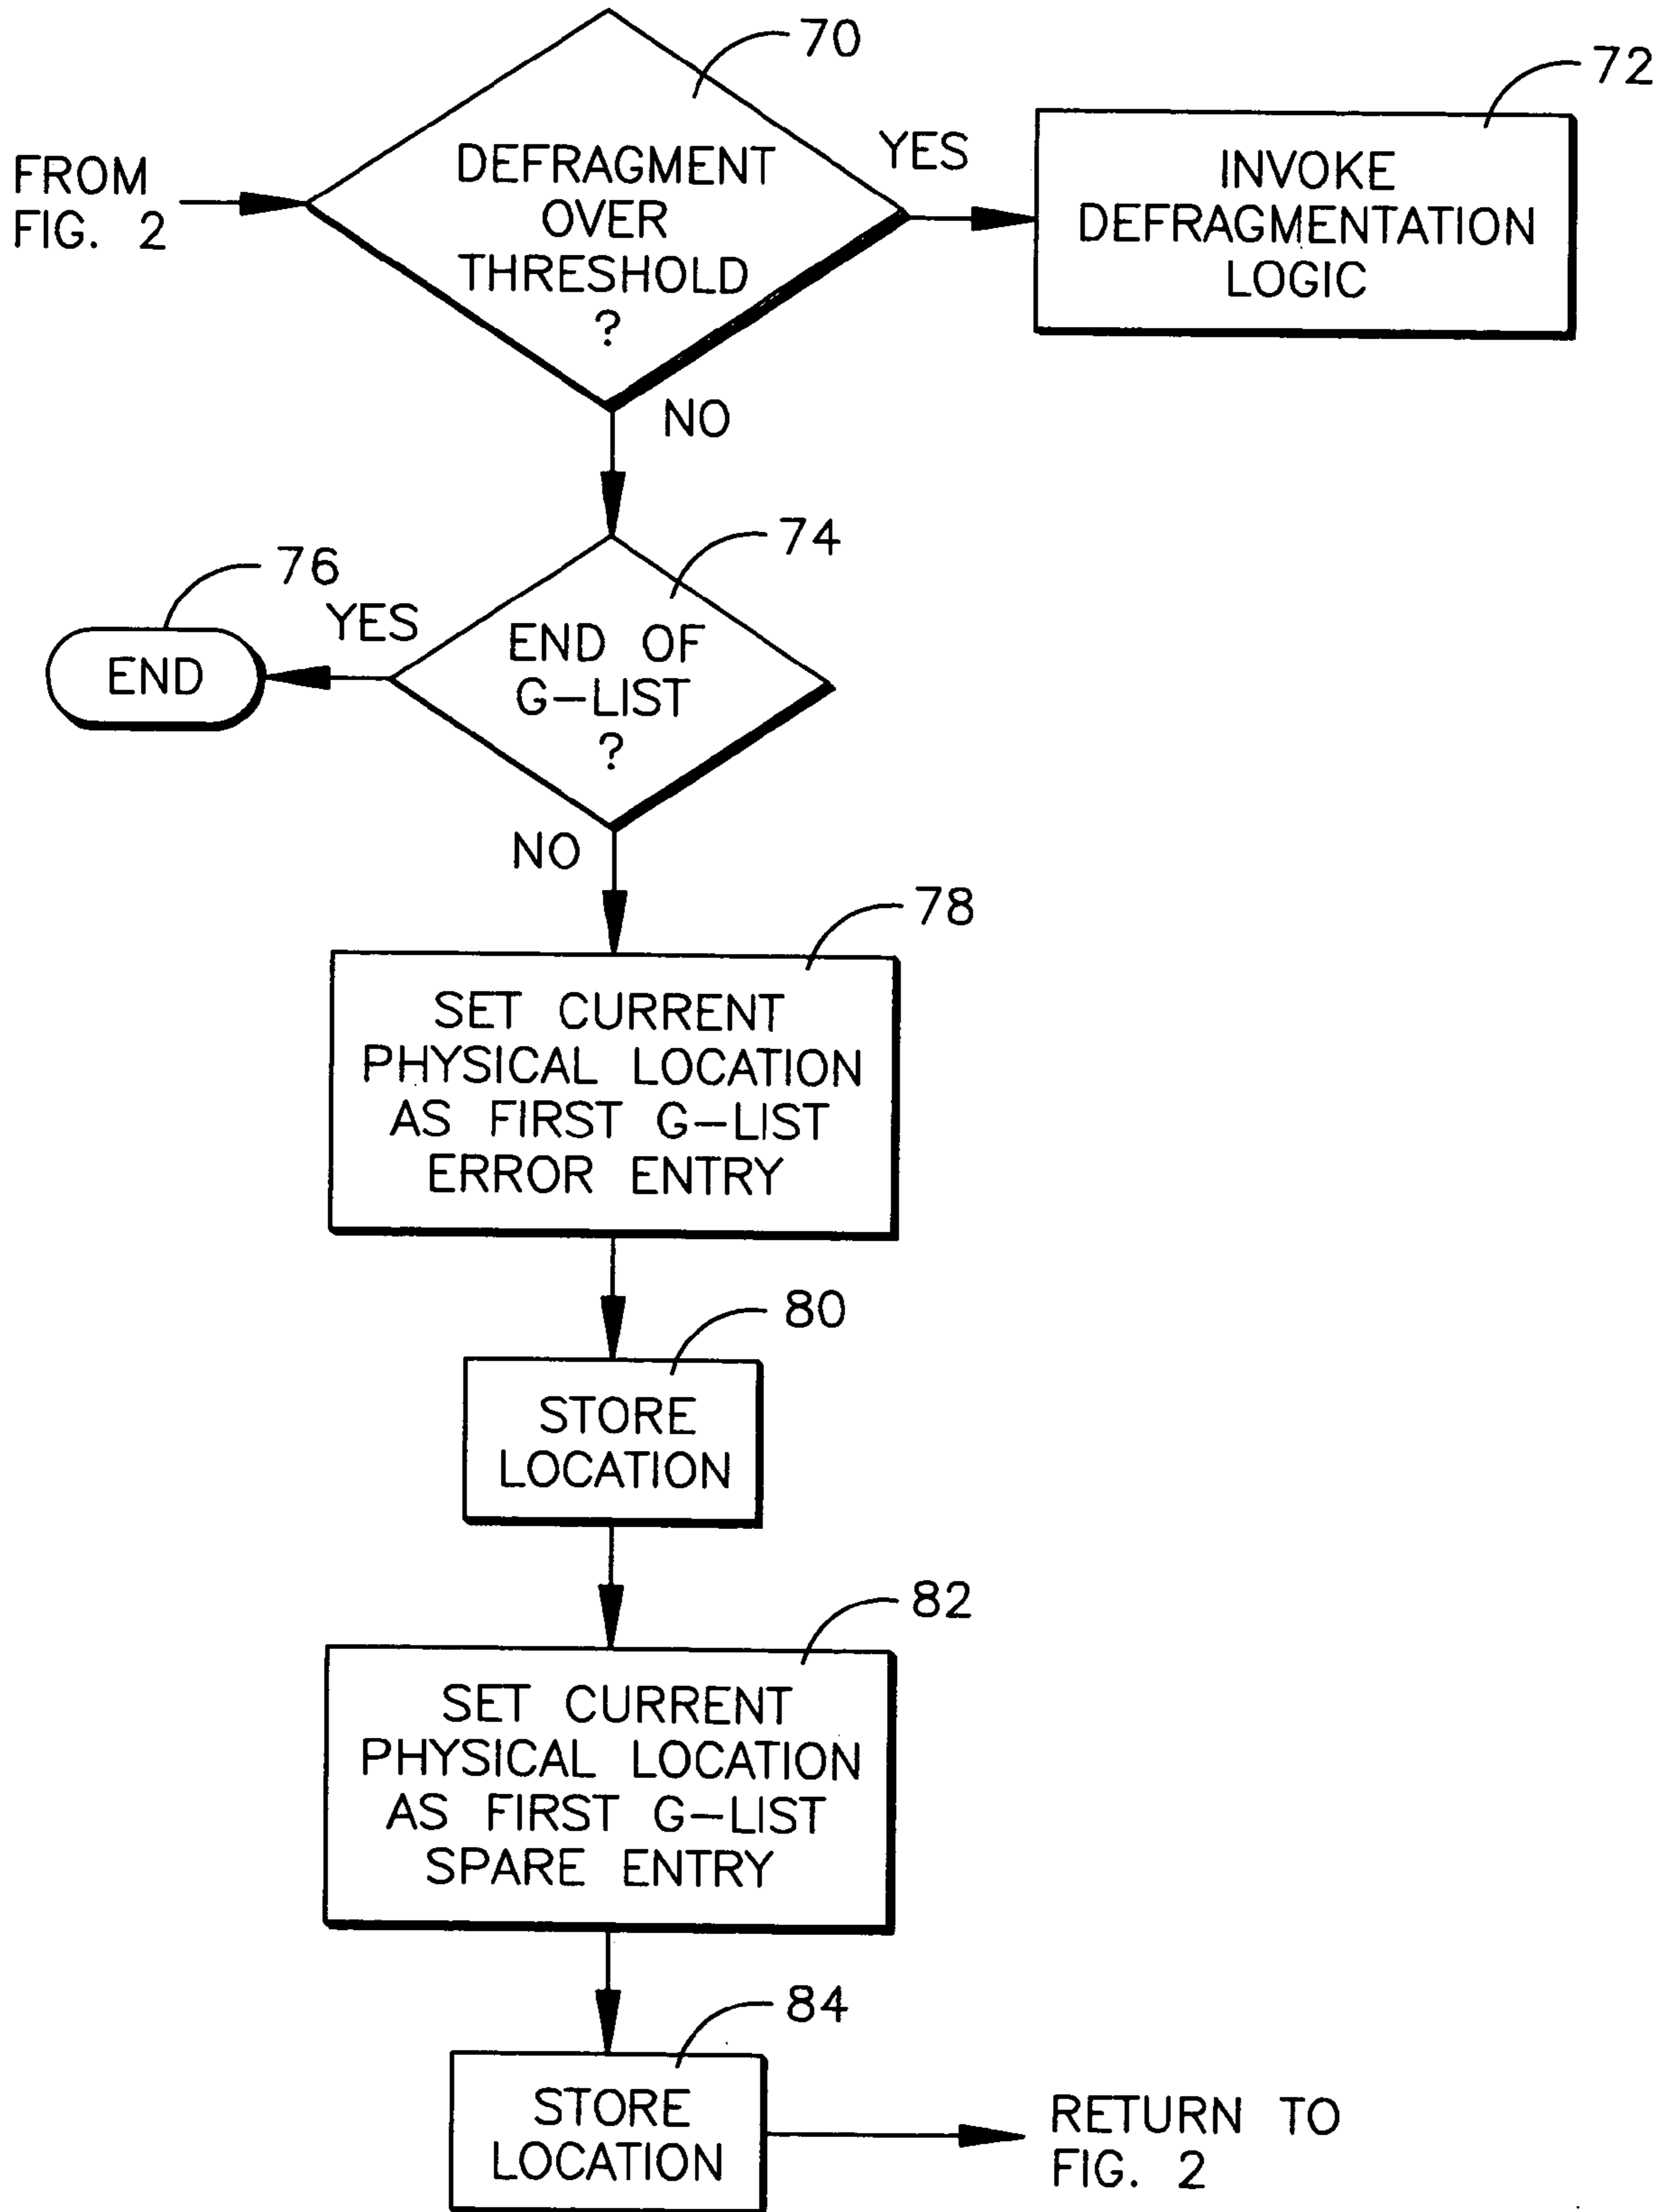 70
72
FROM
FIG. 2
DEFRAGMENT
OVER
THRESHOLD
?
YES
INVOKE
DEFRAGMENTATION
LOGIC
NO
74
76
YES
END
END OF
G-LIST
?
NO
78
SET CURRENT
PHYSICAL LOCATION
AS FIRST G-LIST
ERROR ENTRY
80
STORE
LOCATION
82
SET CURRENT
PHYSICAL LOCATION
AS FIRST G-LIST
SPARE ENTRY
84
STORE
LOCATION
RETURN TO
FIG. 2